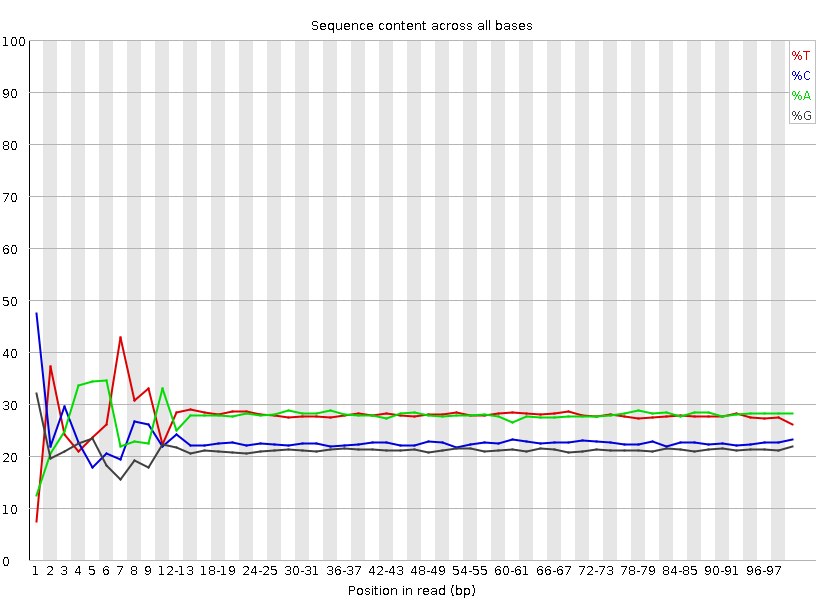 Sequence content across all bases
100
90
80
70
60
50
40
30
20
10
0
%T
%C
%A
%G
1 2 3 4 5 6 7 8 9 12-13 18-19 24-25 30-31 36-37 42-43 48-49 54-55 60-61 66-67 72-73 78-79 84-85 90-91 96-97
Position in read (bp)